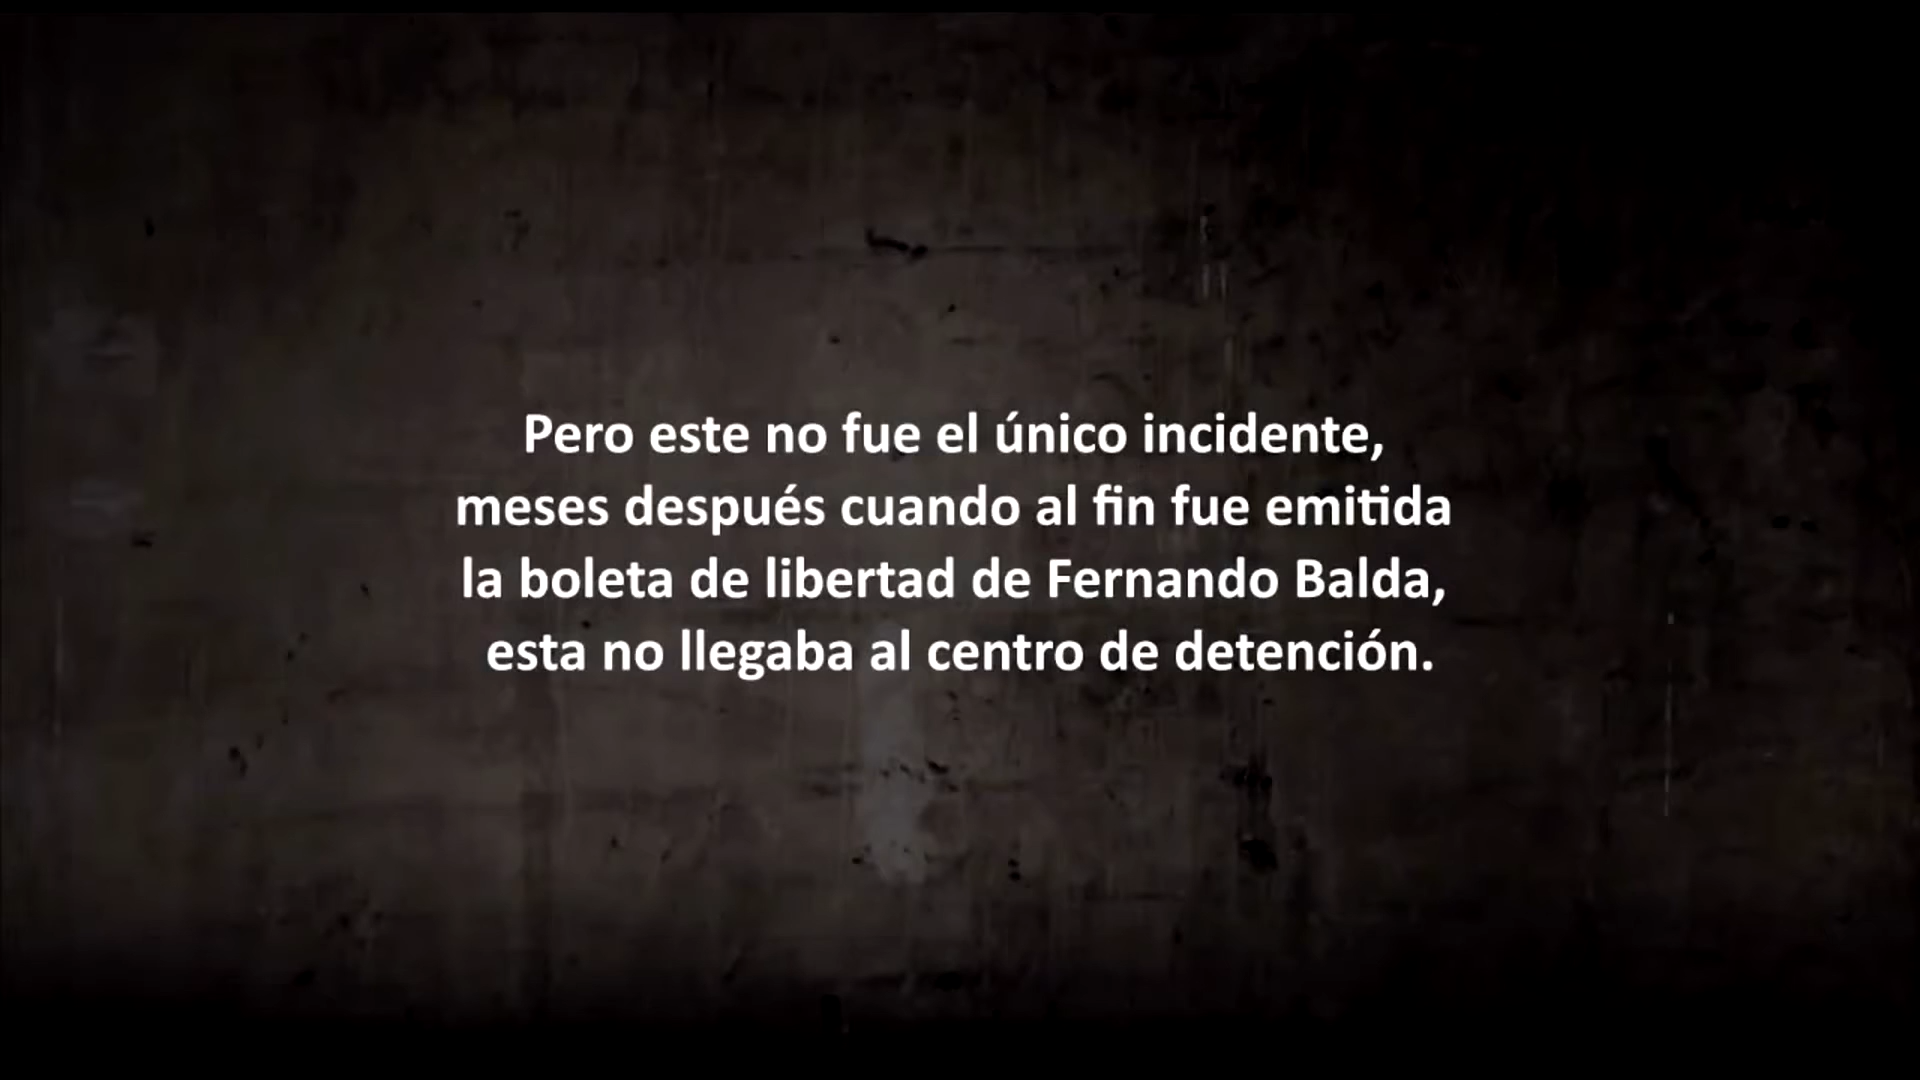 Pero este no fue el único incidente,
meses después cuando al fin fue emitida
la boleta de libertad de Fernando Balda,
esta no llegaba al centro de detención.